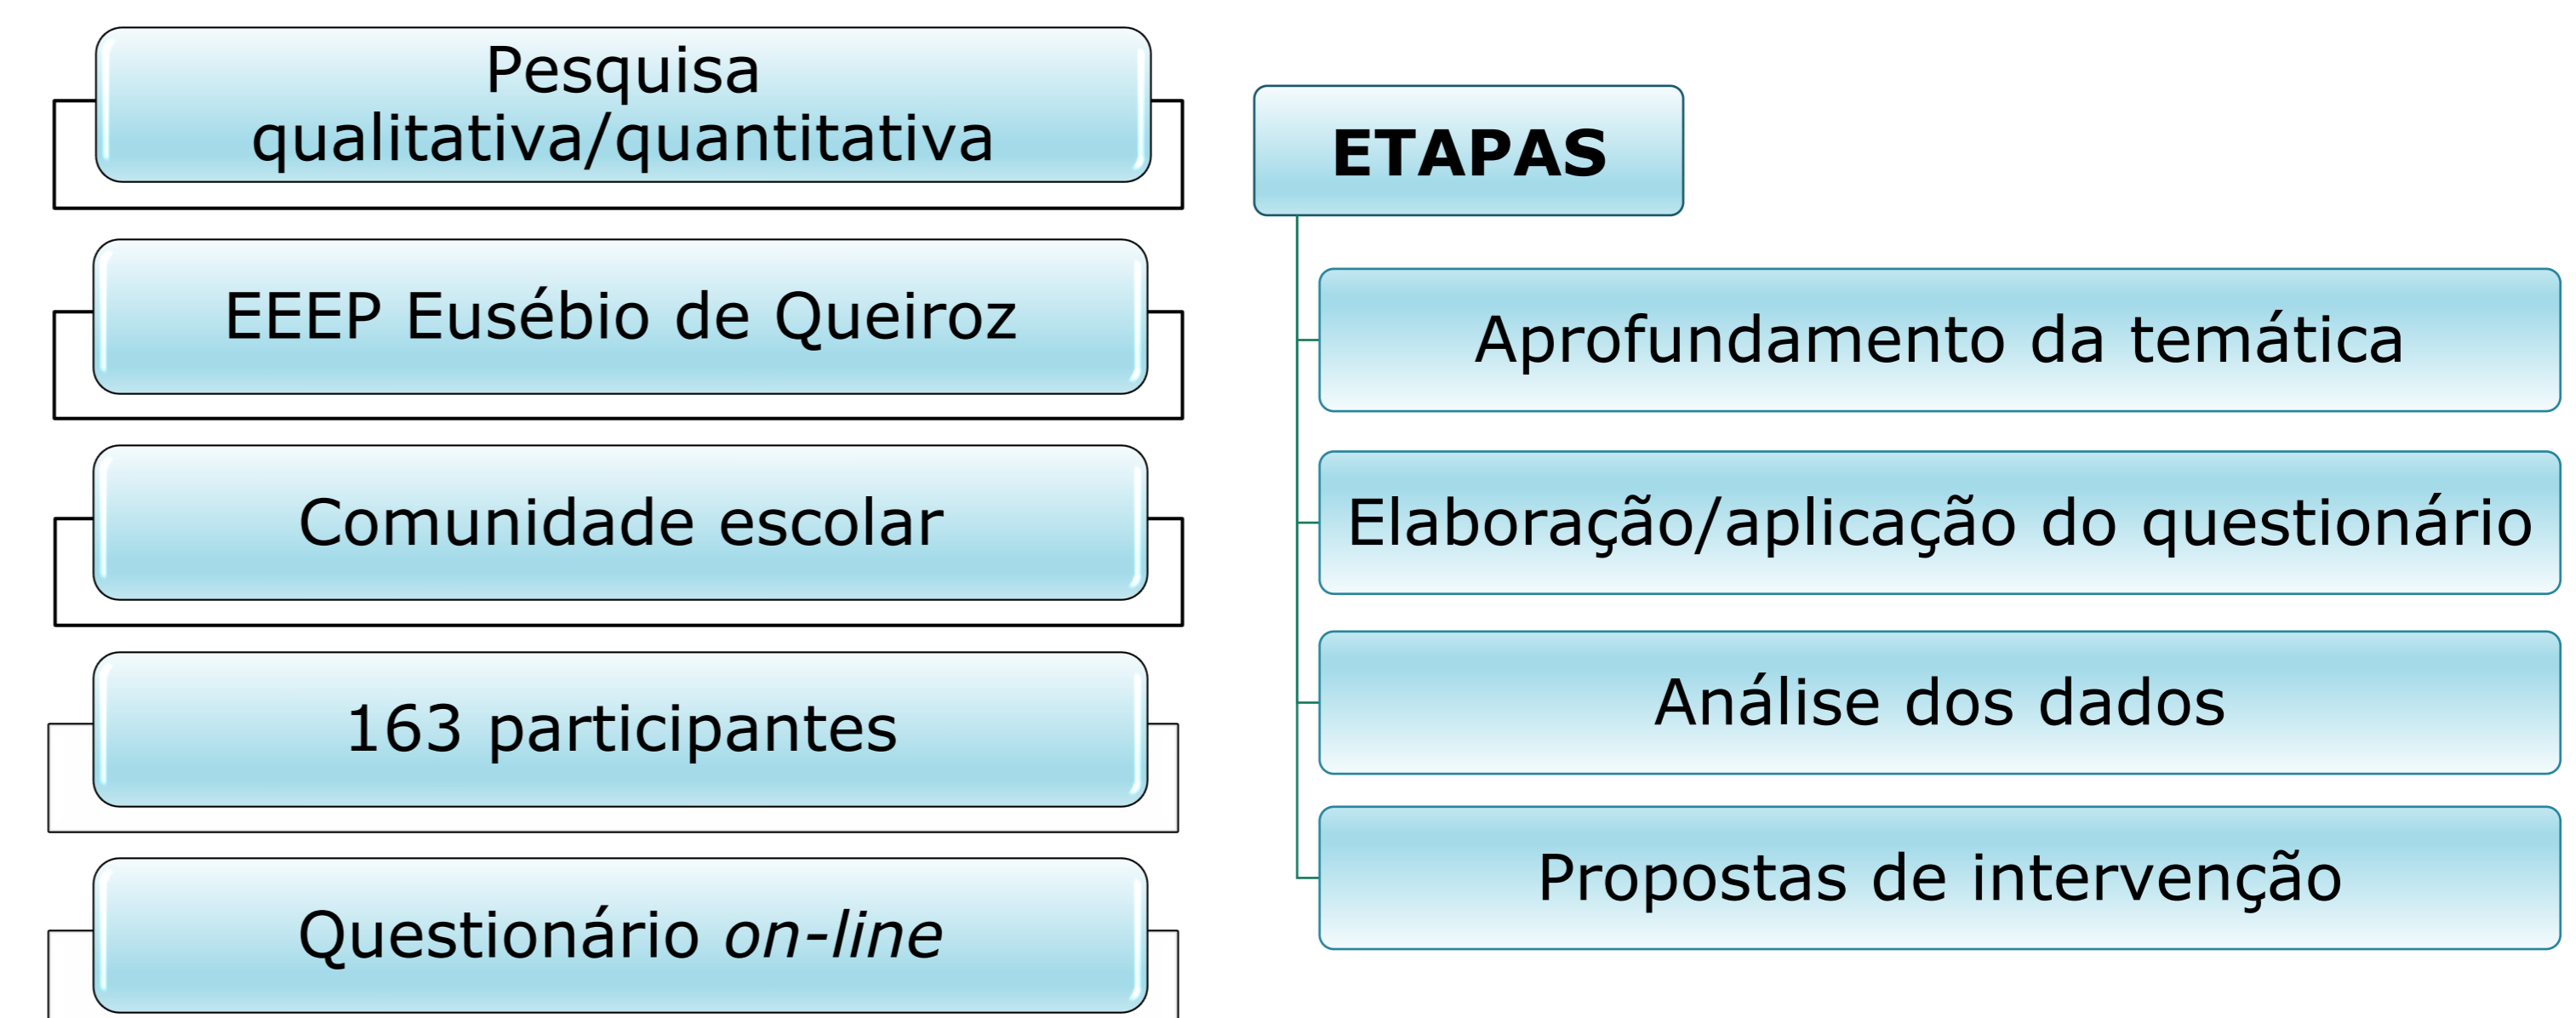 Pesquisa
qualitativa/quantitativa
EEEP Eusébio de Queiroz
Comunidade escolar
163 participantes
Questionário on-line
ETAPAS
Aprofundamento da temática
Elaboração/aplicação do questionário
Análise dos dados
Propostas de intervenção